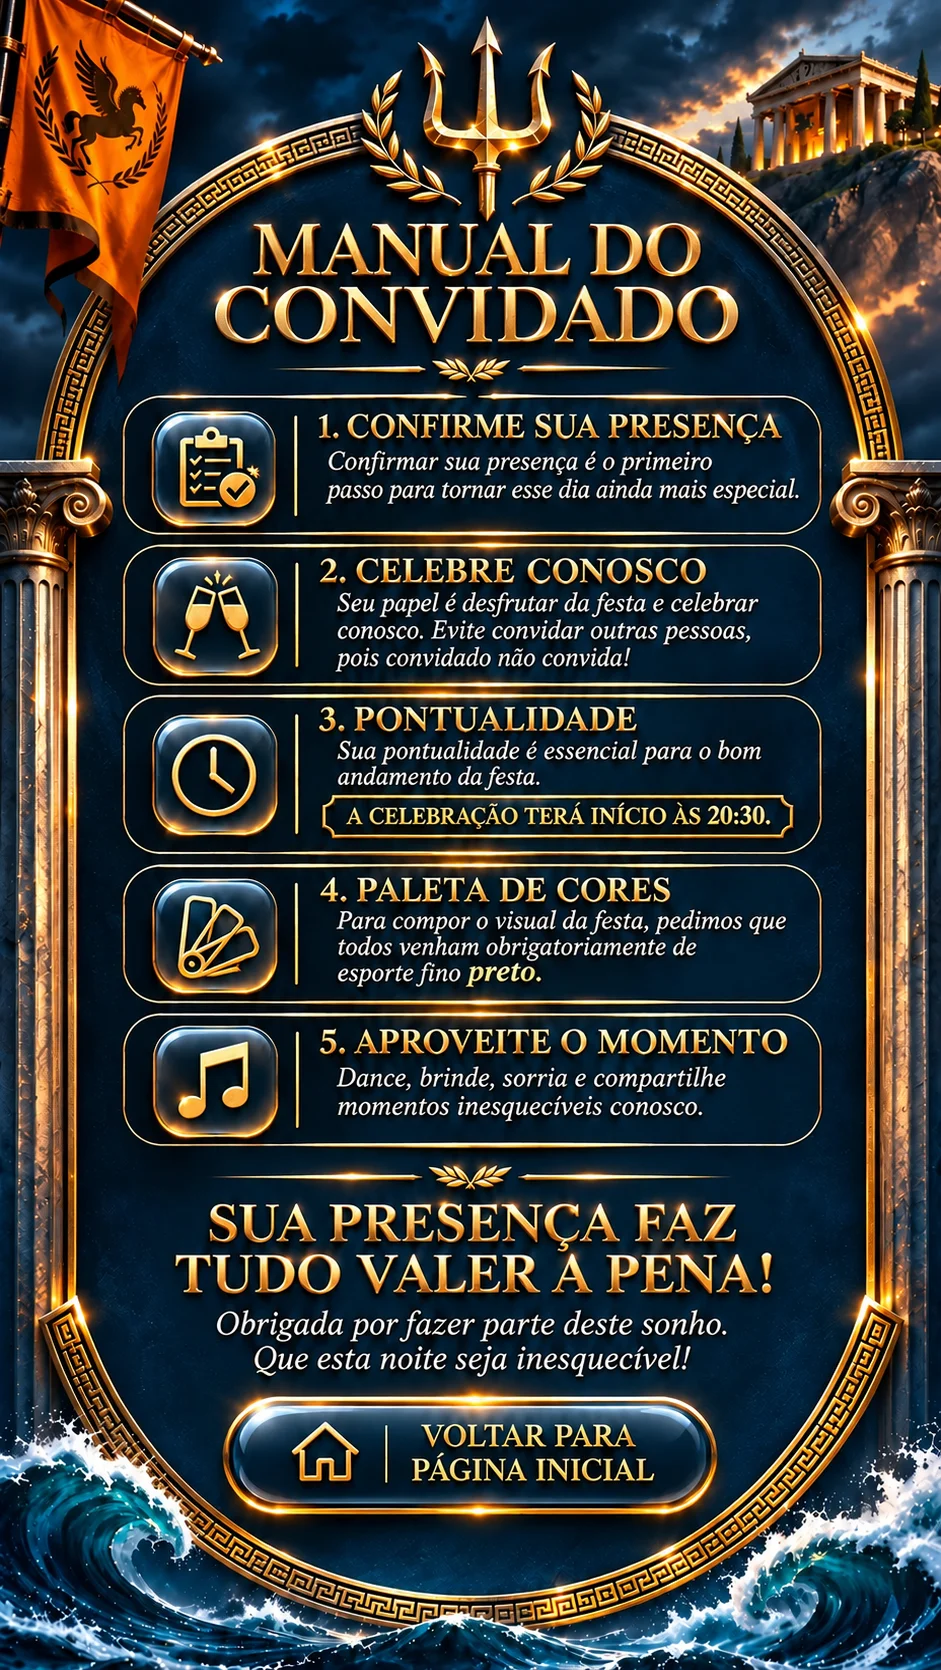 MANUAL DO
CONVIDADO
1. CONFIRME SUA PRESENÇA
Confirmar sua presença é o primeiro
passo para tornar esse dia ainda mais especial.
2. CELEBRE CONOSCO
Seu papel é desfrutar da festa e celebrar
conosco. Evite convidar outras pessoas,
pois convidado não convida!
3. PONTUALIDADE
Sua pontualidade é essencial para o bom
andamento da festa.
A CELEBRAÇÃO TERÁ INÍCIO ÀS 20:30.
4. PALETA DE CORES
Para compor o visual da festa, pedimos que
todos venham obrigatoriamente de
esporte fino preto.
5. APROVEITE O MOMENTO
Dance, brinde, sorria e compartilhe
momentos inesquecíveis conosco.
SUA PRESENÇA FAZ
TUDO VALER A PENA!
Obrigada por fazer parte deste sonho.
Que esta noite seja inesquecível!
VOLTAR PARA
PÁGINA INICIAL